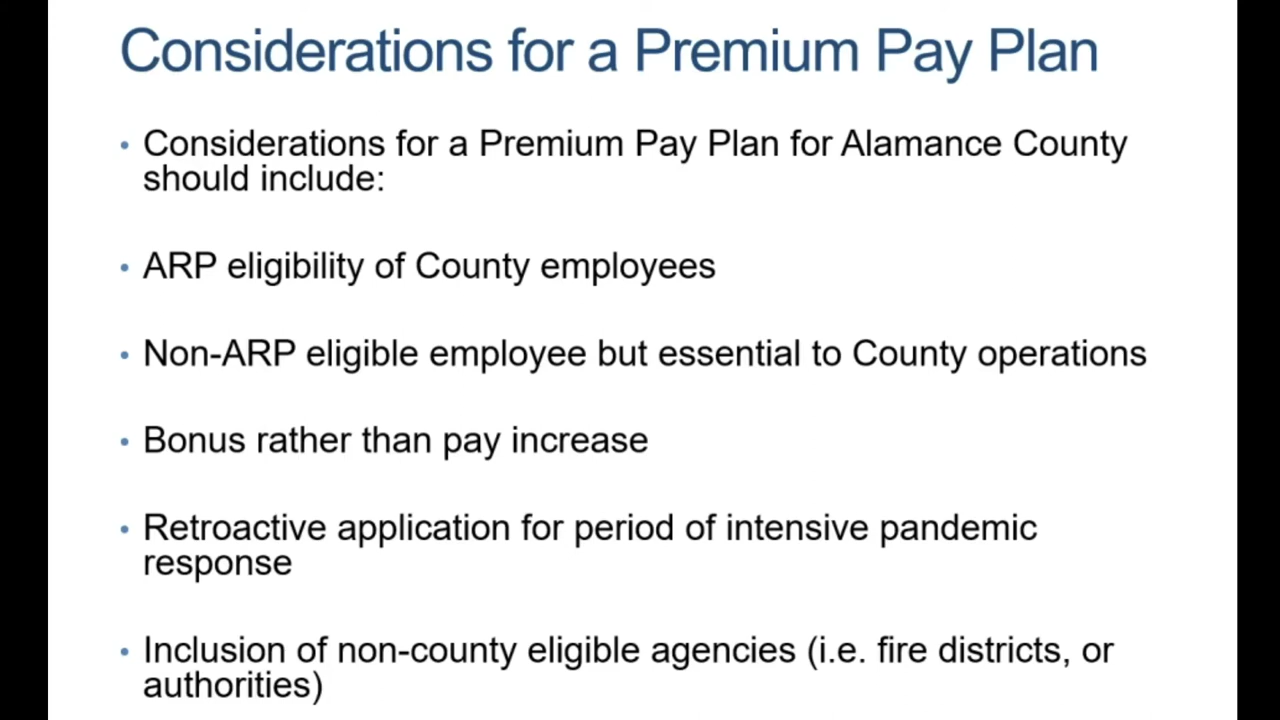 Considerations for a Premium Pay Plan
• Considerations for a Premium Pay Plan for Alamance County
should include:
• ARP eligibility of County employees
• Non-ARP eligible employee but essential to County operations
• Bonus rather than pay increase
• Retroactive application for period of intensive pandemic
response
• Inclusion of non-county eligible agencies (i.e. fire districts, or
authorities)